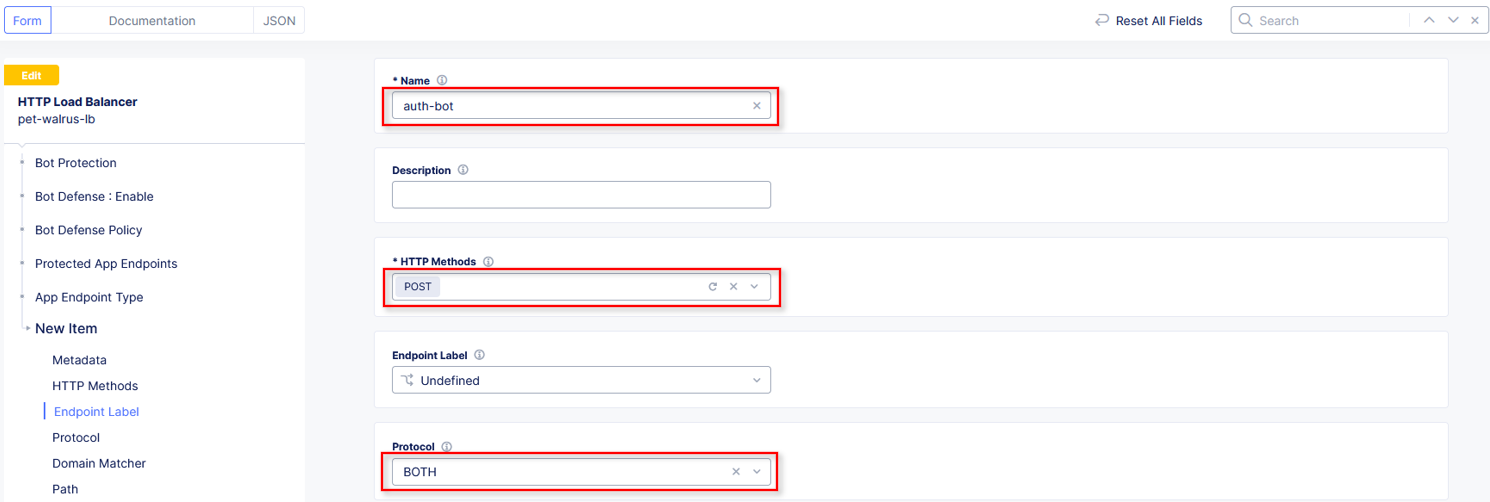 Form Documentation JSON Reset All Fields Search
Edit
HTTP Load Balancer
pet-walrus-lb
Bot Protection
Bot Defense : Enable
Bot Defense Policy
Protected App Endpoints
App Endpoint Type
New Item
Metadata
HTTP Methods
Endpoint Label
Protocol
Domain Matcher
Path
* Name
auth-bot
Description
* HTTP Methods
POST
Endpoint Label
Undefined
Protocol
BOTH